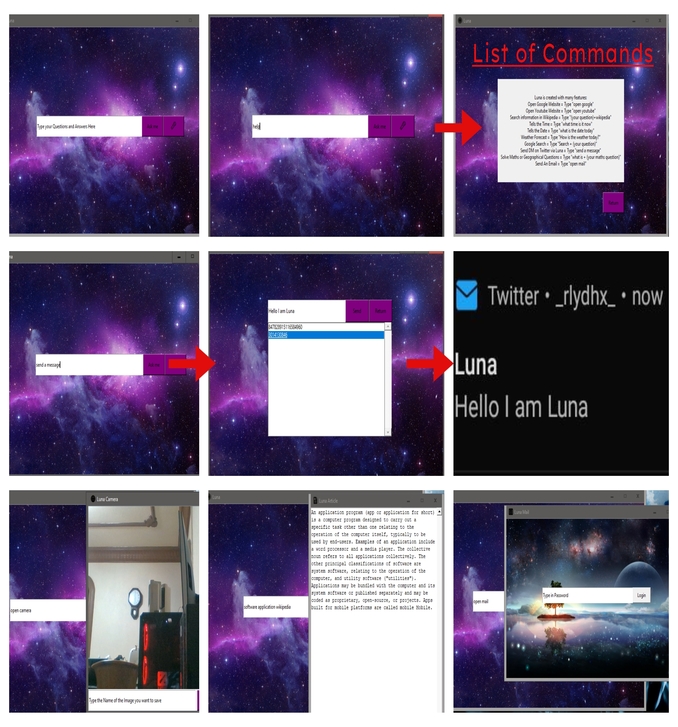 Type your Questions and Answers Here
help
Luna
List of Commands
Luna is created with many features
Open Google Website = Type "open google"
Open Youtube Website = Type "open youtube"
Search information in Wikipedia = Type "(your question)+wikipedia"
Tells the Time = Type "what time is it now"
Tells the Date = Type "what is the date today"
Weather Forecast = Type "How is the weather today?"
Google Search = Type "Search + (your question)"
Send DM on Twitter via Luna = Type "send a message"
Solve Maths or Geographical Questions = Type "what is + (your maths question)"
Send An Email = Type "open mail"
send a message
Hello I am Luna
Twitter • _rlydhx_ • now
Luna
Hello I am Luna
Luna Camera
open camera
Type the Name of the Image you want to save
Luna
software application wikipedia
Luna Article
An application program (app or application for short)
is a computer program designed to carry out a
specific task other than one relating to the
operation of the computer itself, typically to be
used by end-users. Examples of an application include
a word processor and a media player. The collective
noun refers to all applications collectively. The
other principal classifications of software are
system software, relating to the operation of the
computer, and utility software ("utilities").
Applications may be bundled with the computer and its
system software or published separately and may be
coded as proprietary, open-source, or projects. Apps
built for mobile platforms are called mobile Mobile.
open mail
Luna Mail
Type in Password
Login